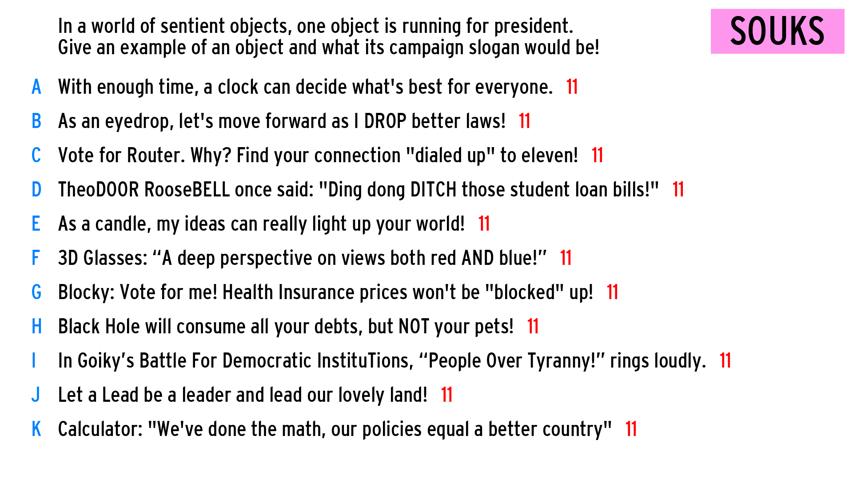 In a world of sentient objects, one object is running for president.
Give an example of an object and what its campaign slogan would be!
SOUKS
A With enough time, a clock can decide what's best for everyone. 11
B As an eyedrop, let's move forward as I DROP better laws! 11
C Vote for Router. Why? Find your connection "dialed up" to eleven! 11
D TheoDOOR RooseBELL once said: "Ding dong DITCH those student loan bills!" 11
E As a candle, my ideas can really light up your world! 11
F 3D Glasses: “A deep perspective on views both red AND blue!” 11
G Blocky: Vote for me! Health Insurance prices won't be "blocked" up! 11
H Black Hole will consume all your debts, but NOT your pets! 11
I In Goiky’s Battle For Democratic InstituTions, “People Over Tyranny!” rings loudly. 11
J Let a Lead be a leader and lead our lovely land! 11
K Calculator: "We've done the math, our policies equal a better country" 11